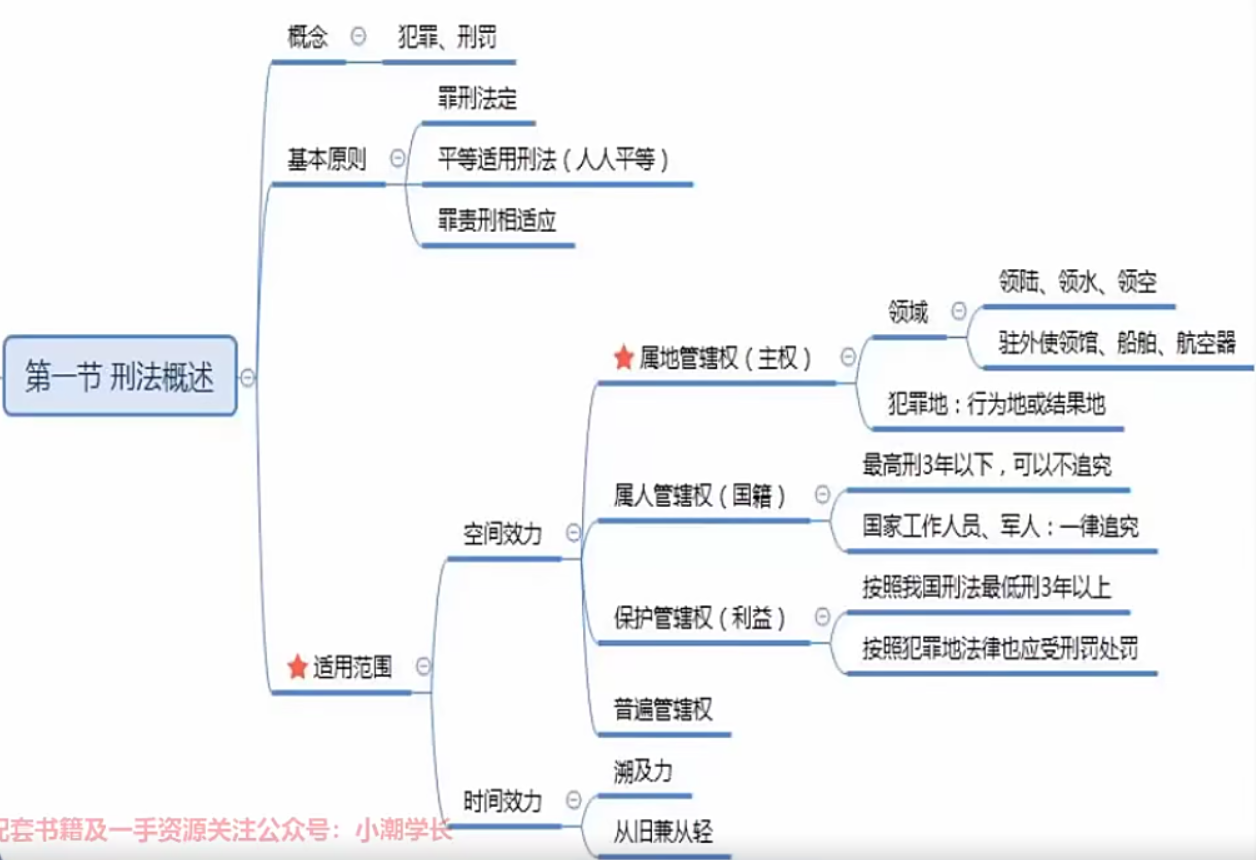 概念
犯罪、刑罚
罪刑法定
基本原则
平等适用刑法（人人平等）
罪责刑相适应
第一节 刑法概述
领陆、领水、领空
领域
驻外使领馆、船舶、航空器
属地管辖权（主权）
犯罪地：行为地或结果地
最高刑3年以下，可以不追究
属人管辖权（国籍）
国家工作人员、军人：一律追究
空间效力
按照我国刑法最低刑3年以上
保护管辖权（利益）
按照犯罪地法律也应受刑罚处罚
适用范围
普遍管辖权
溯及力
时间效力
从旧兼从轻
配套书籍及一手资源关注公众号：小潮学长